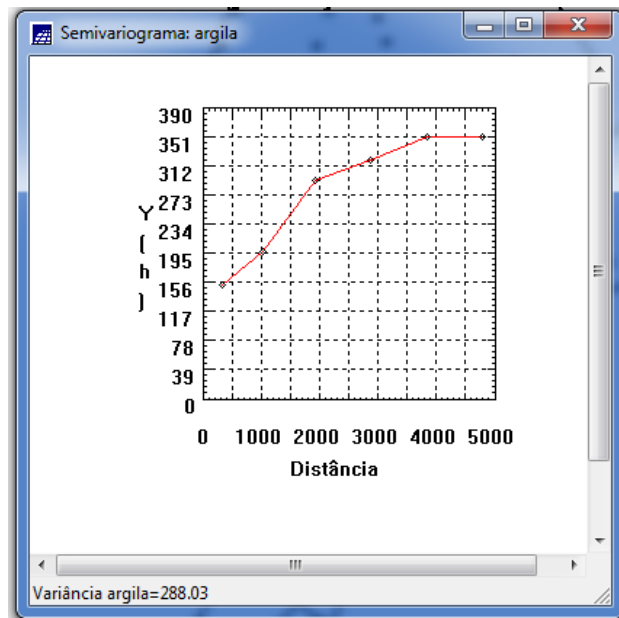 Semivariograma: argila
390
351
312
273
234
195
156
117
78
39
0
Y(h)
0 1000 2000 3000 4000 5000
Distância
Variância argila=288.03